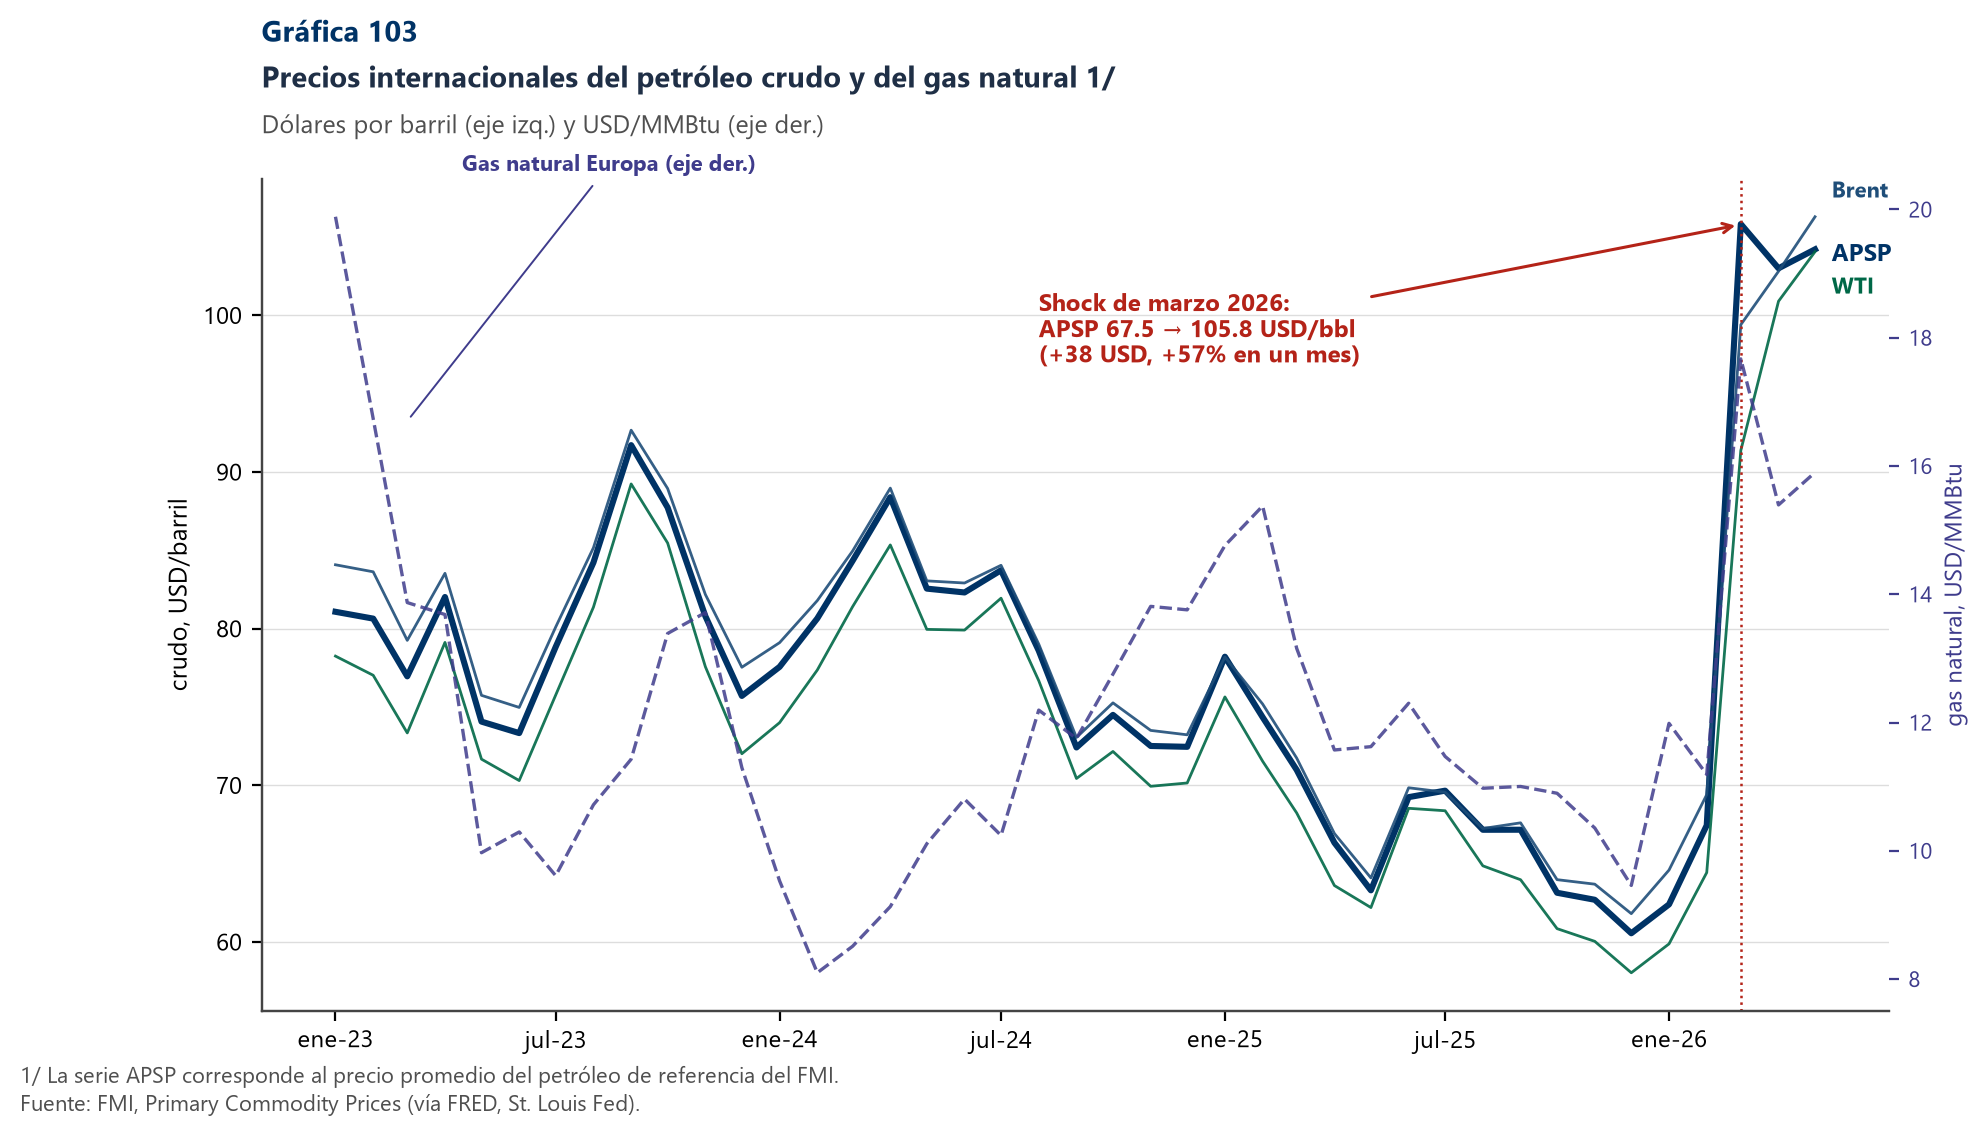 Gráfica 103
Precios internacionales del petróleo crudo y del gas natural 1/
Dólares por barril (eje izq.) y USD/MMBtu (eje der.)
Gas natural Europa (eje der.)
Brent
APSP
WTI
Shock de marzo 2026:
APSP 67.5 → 105.8 USD/bbl
(+38 USD, +57% en un mes)
crudo, USD/barril
100
90
80
70
60
gas natural, USD/MMBtu
20
18
16
14
12
10
8
ene-23
jul-23
ene-24
jul-24
ene-25
jul-25
ene-26
1/ La serie APSP corresponde al precio promedio del petróleo de referencia del FMI.
Fuente: FMI, Primary Commodity Prices (vía FRED, St. Louis Fed).